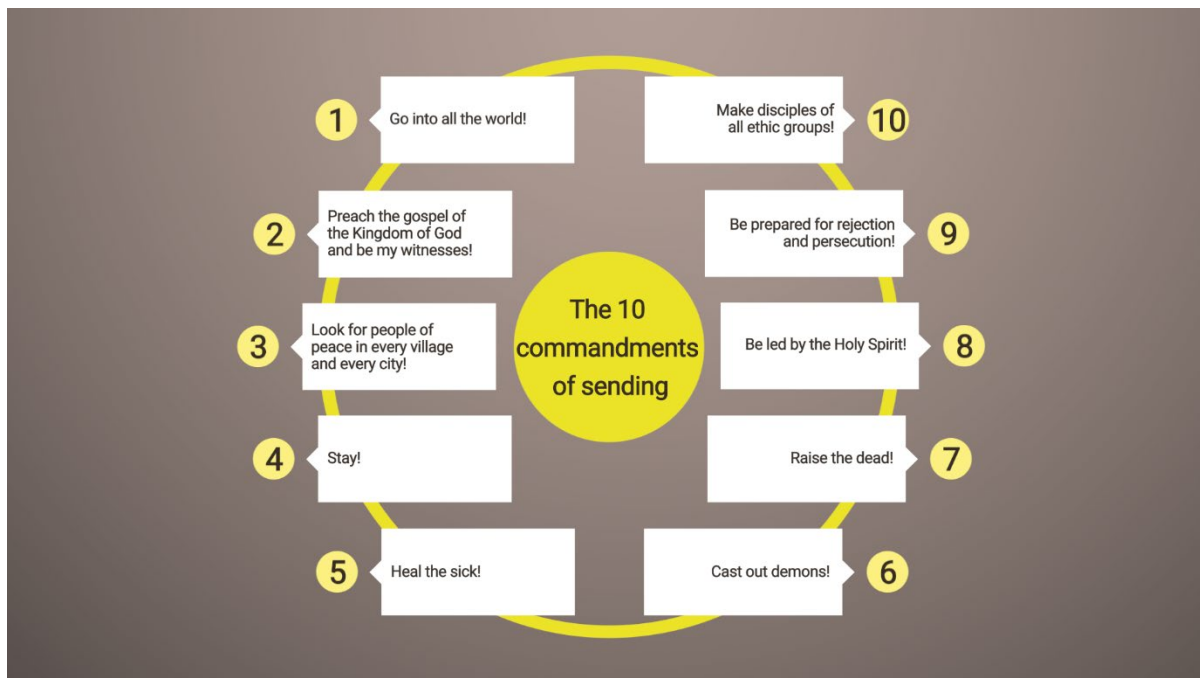 The 10
commandments
of sending
1
Go into all the world!
2
Preach the gospel of
the Kingdom of God
and be my witnesses!
3
Look for people of
peace in every village
and every city!
4
Stay!
5
Heal the sick!
6
Cast out demons!
7
Raise the dead!
8
Be led by the Holy Spirit!
9
Be prepared for rejection
and persecution!
10
Make disciples of
all ethic groups!